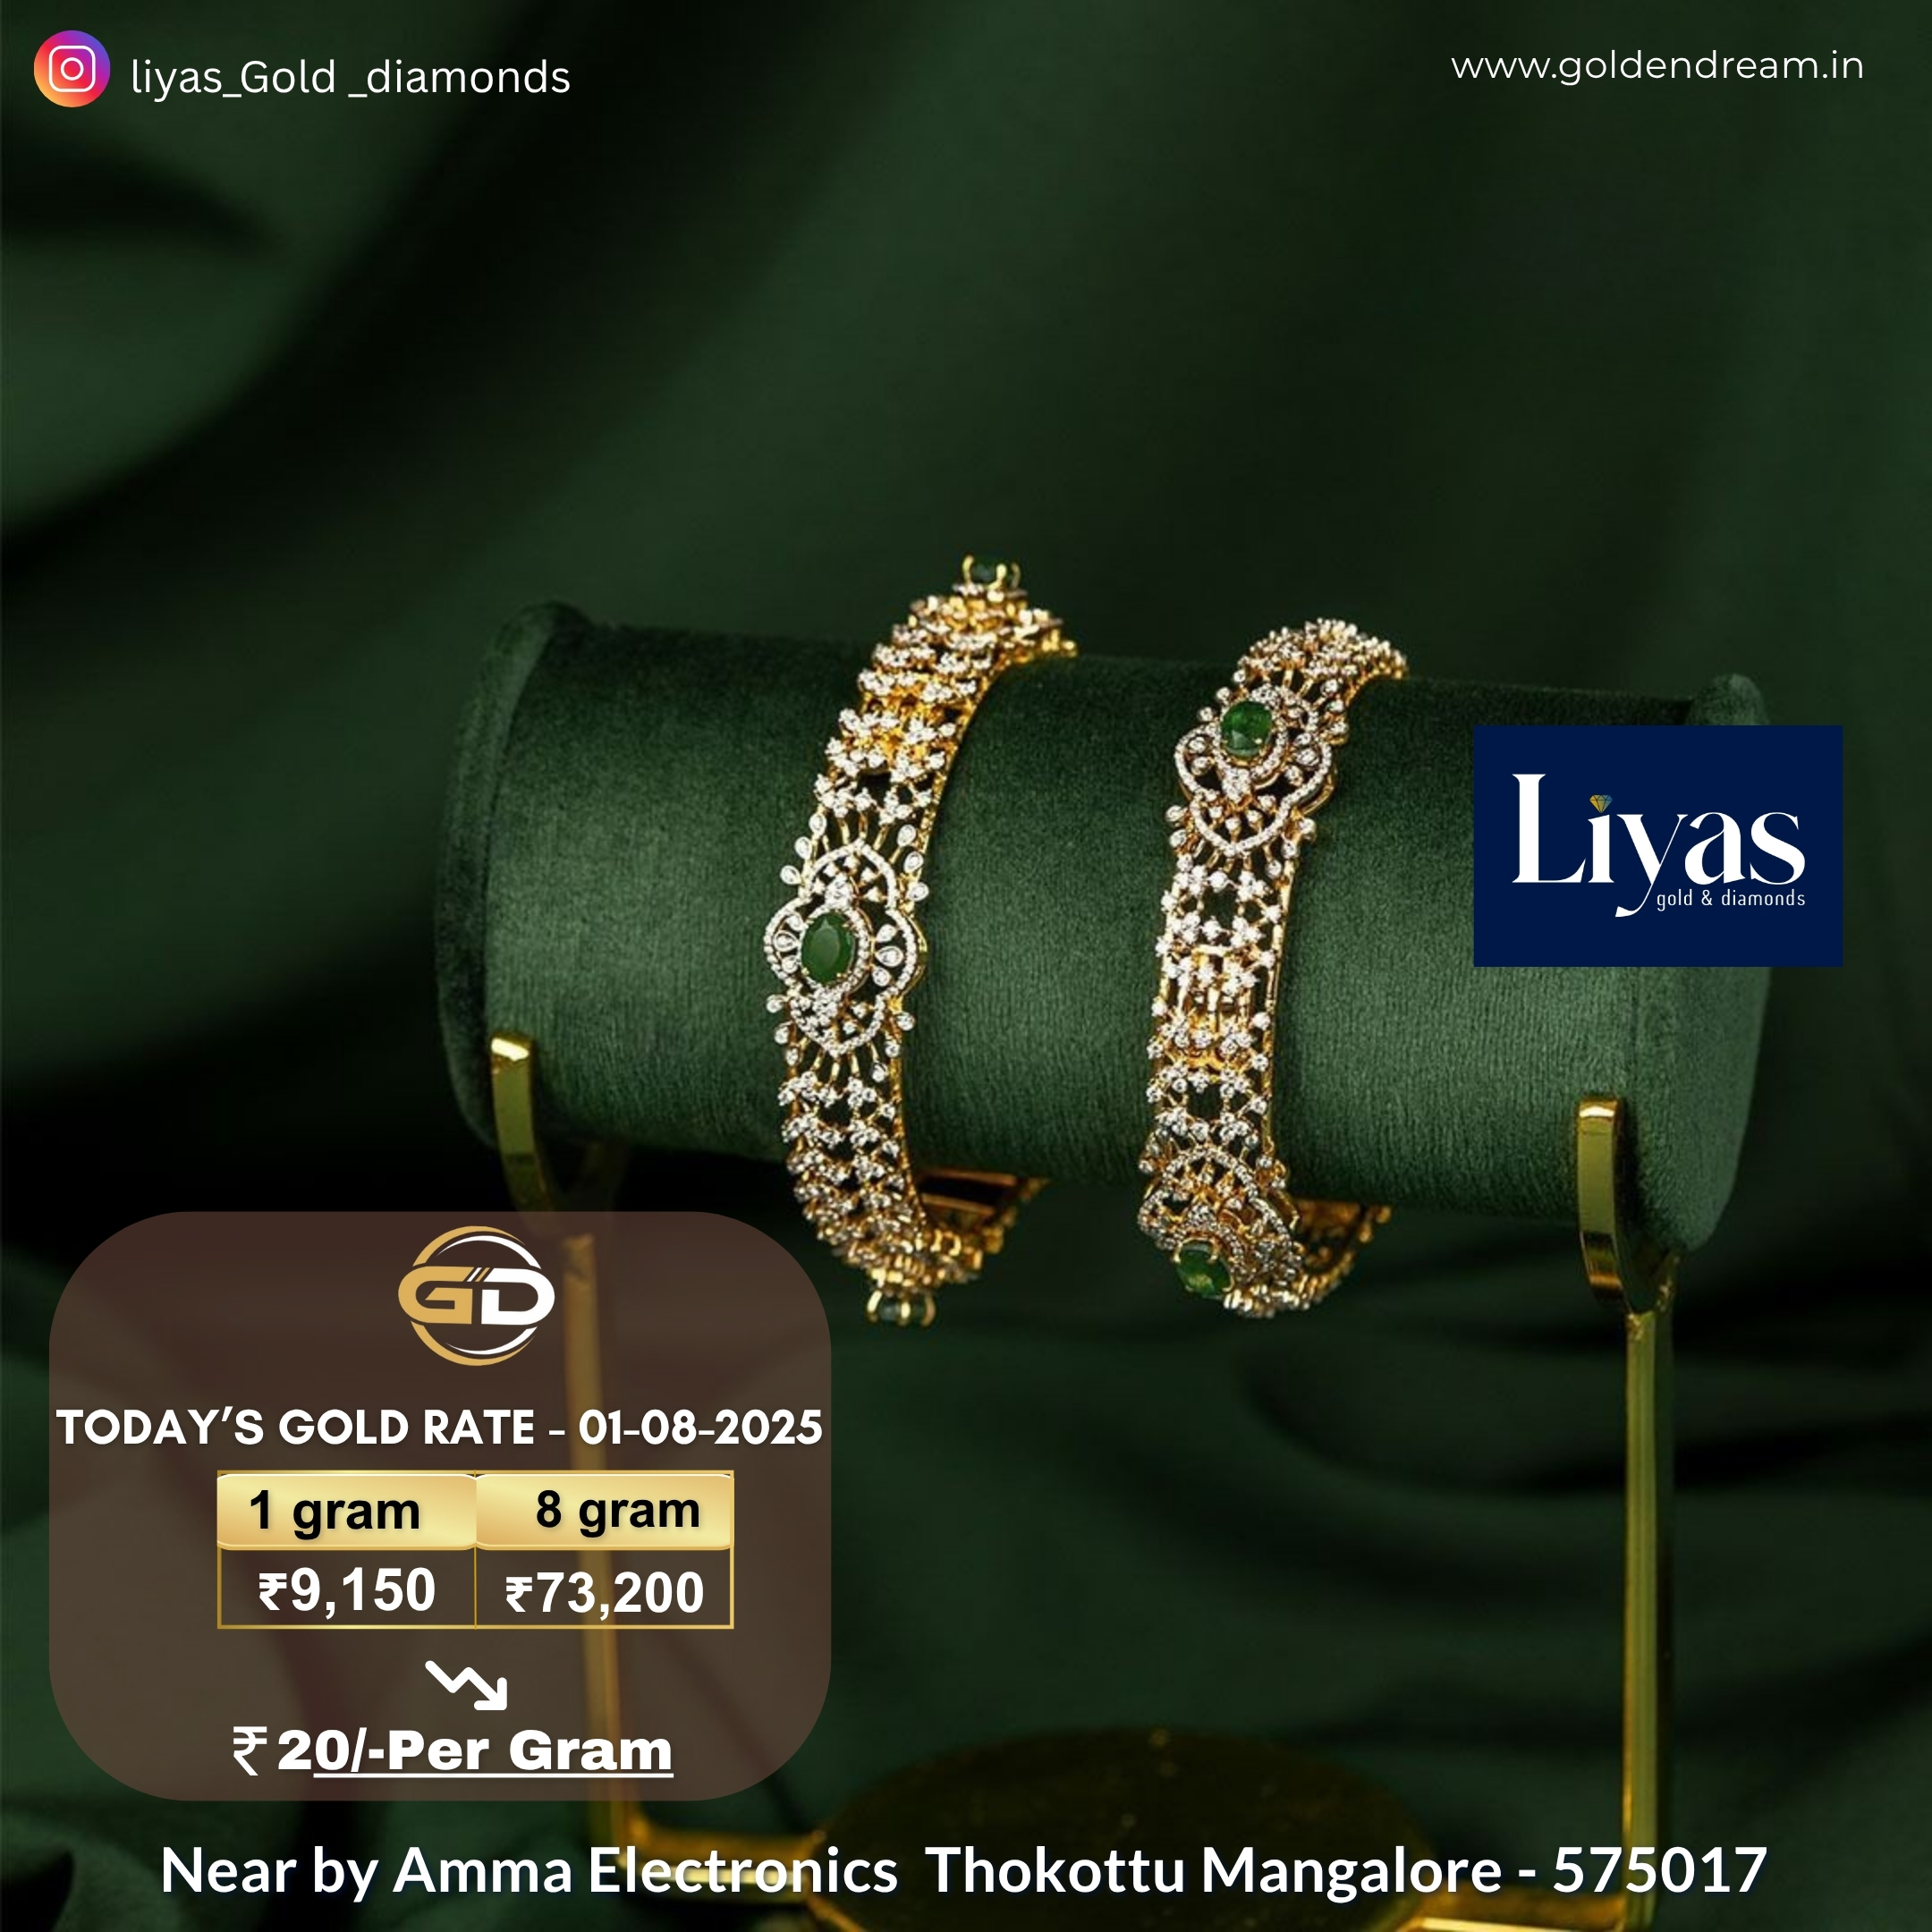 liyas_Gold _diamonds
www.goldendream.in
Liyas
gold & diamonds
GD
TODAY'S GOLD RATE - 01-08-2025
1 gram 8 gram
₹9,150 ₹73,200
₹20/-Per Gram
Near by Amma Electronics Thokottu Mangalore - 575017